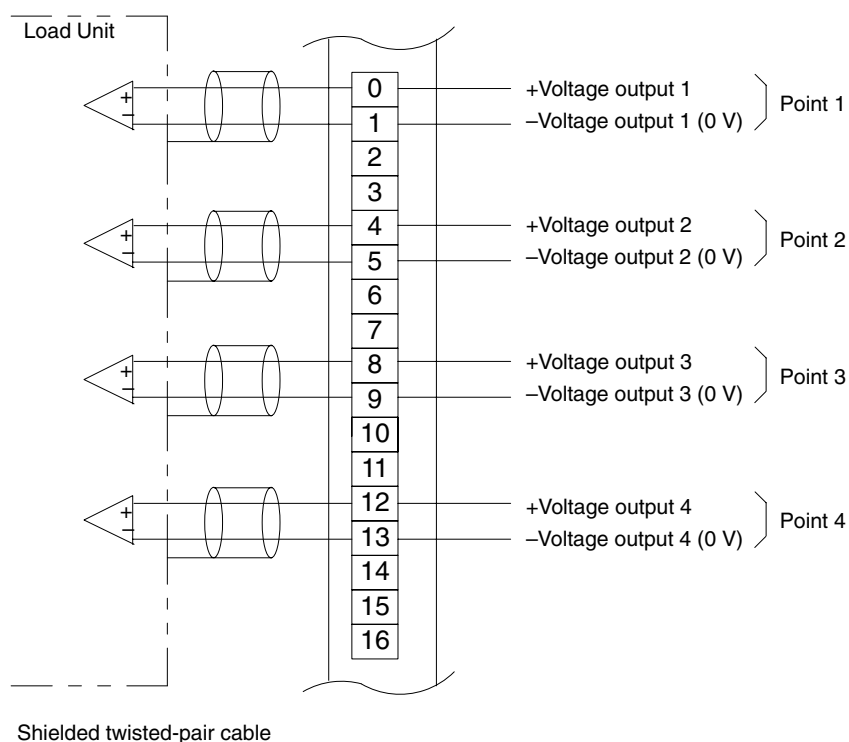 Load Unit
+
–
0
+Voltage output 1
Point 1
1
–Voltage output 1 (0 V)
2
3
+
–
4
+Voltage output 2
Point 2
5
–Voltage output 2 (0 V)
6
7
+
–
8
+Voltage output 3
Point 3
9
–Voltage output 3 (0 V)
10
11
+
–
12
+Voltage output 4
Point 4
13
–Voltage output 4 (0 V)
14
15
16
Shielded twisted-pair cable